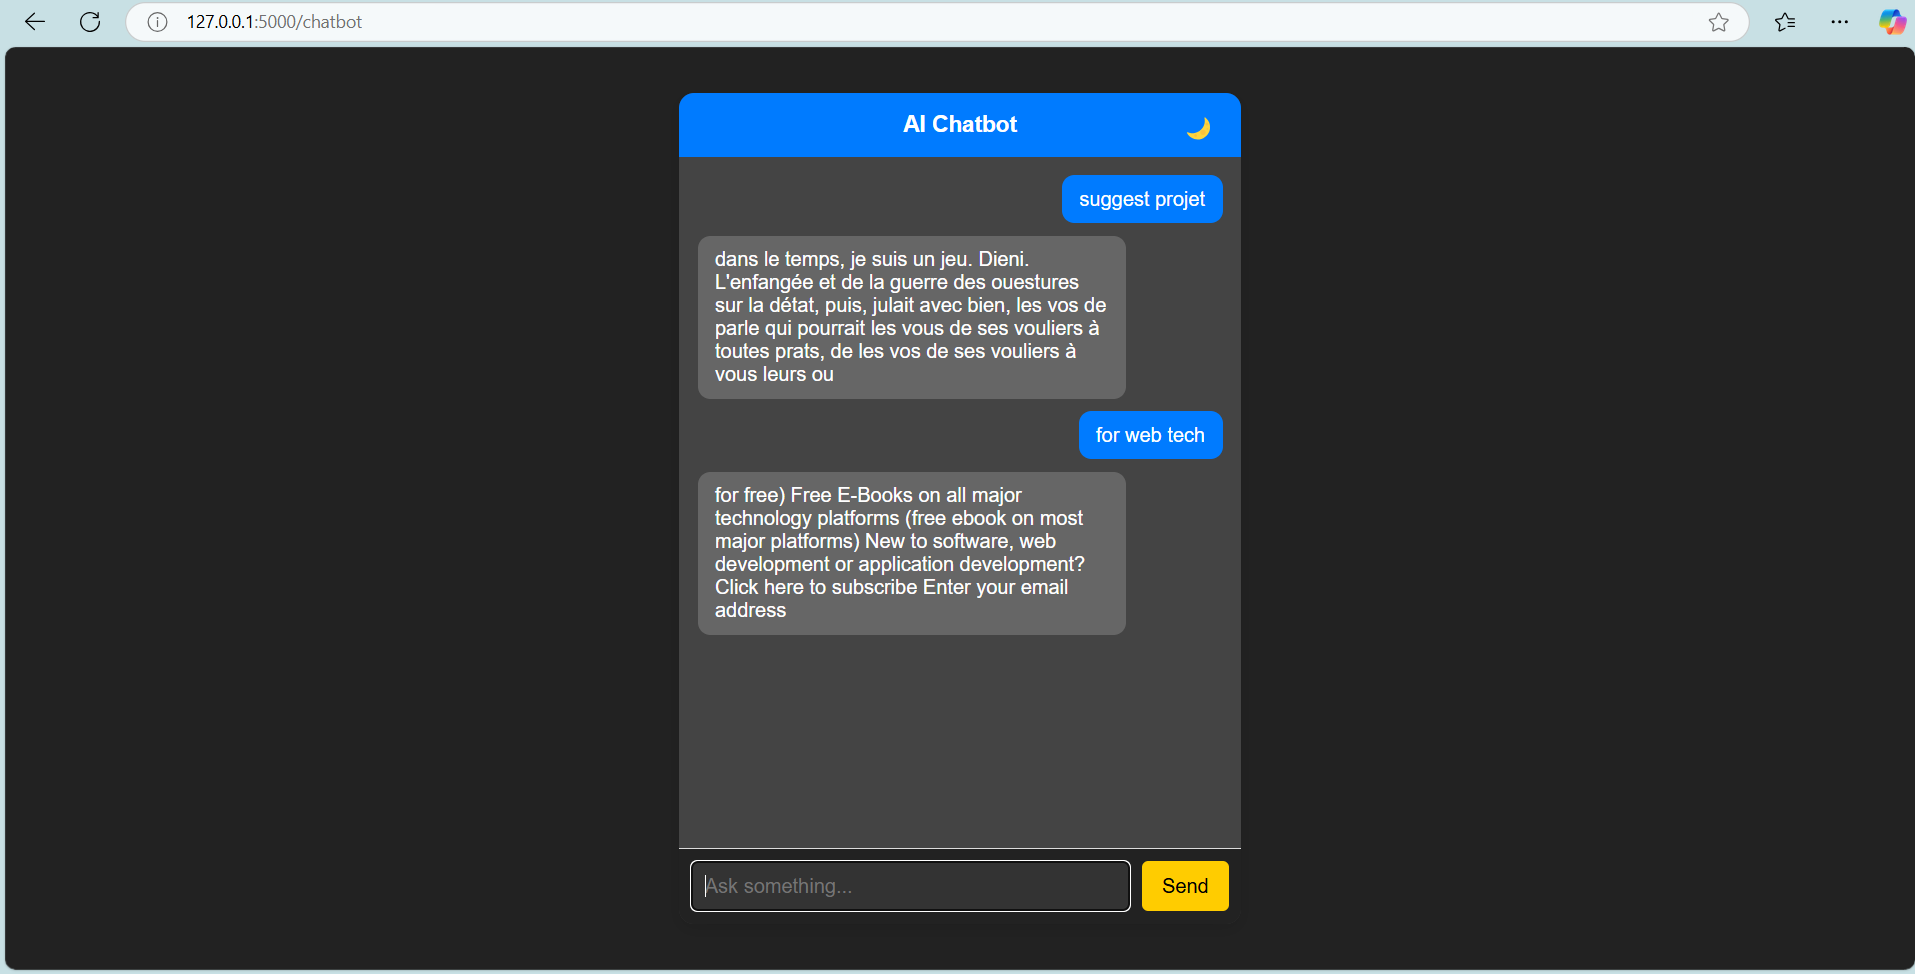 127.0.0.1:5000/chatbot
AI Chatbot
suggest projet
dans le temps, je suis un jeu. Dieni.
L'enfangée et de la guerre des ouestures
sur la détat, puis, julait avec bien, les vos de
parle qui pourrait les vous de ses vouliers à
toutes prats, de les vos de ses vouliers à
vous leurs ou
for web tech
for free) Free E-Books on all major
technology platforms (free ebook on most
major platforms) New to software, web
development or application development?
Click here to subscribe Enter your email
address
Ask something...
Send